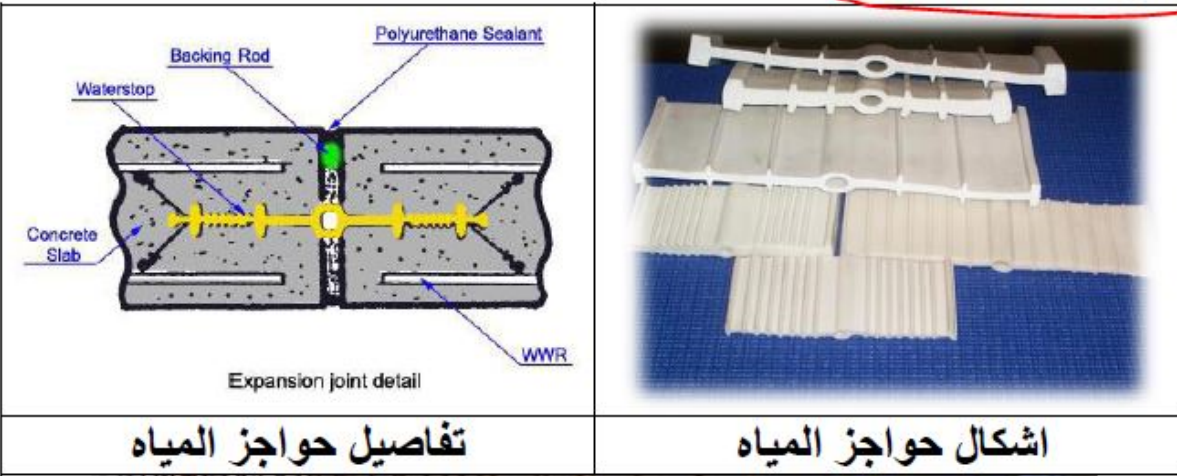 Polyurethane Sealant
Backing Rod
Waterstop
Concrete
Slab
WWR
Expansion joint detail
تفاصيل حواجز المياه
اشكال حواجز المياه